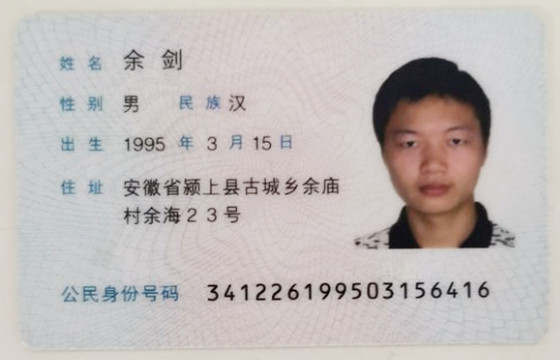 姓名 余剑
性别 男 民族 汉
出生 1995 年 3 月 15 日
住址 安徽省颍上县古城乡余庙
村余海23号
公民身份号码 341226199503156416